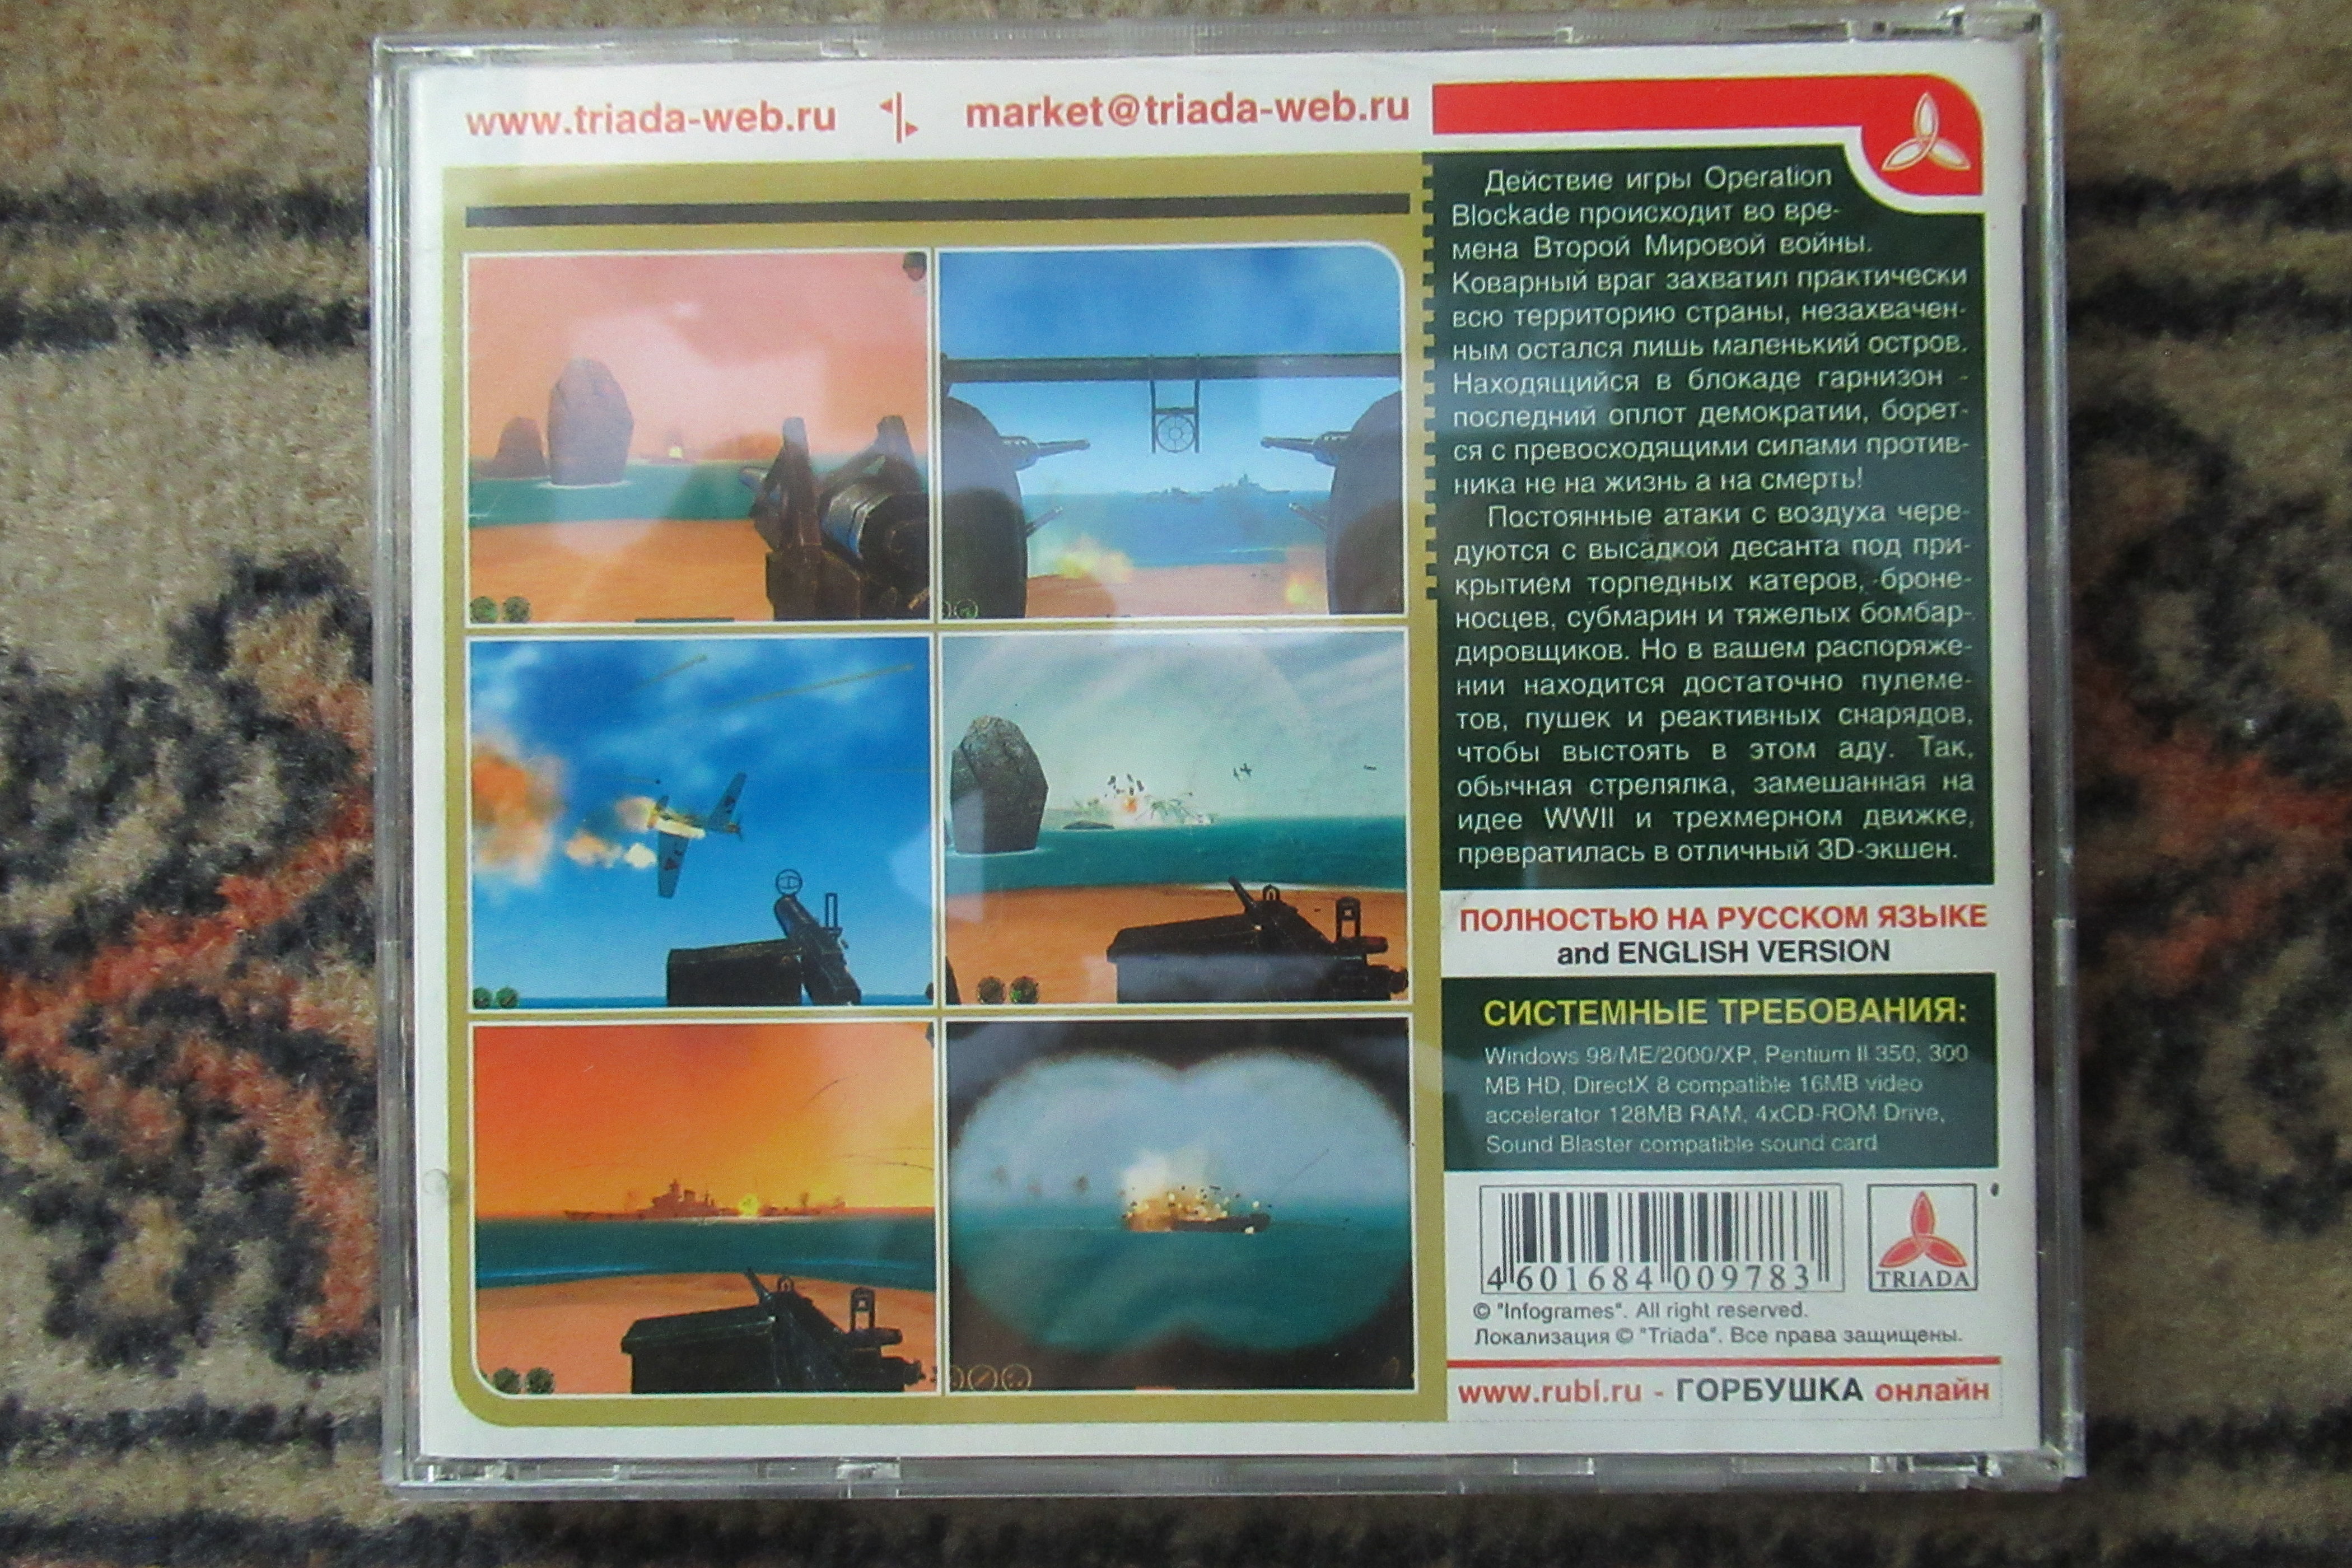 www.triada-web.ru
market@triada-web.ru
Действие игры Operation
Blockade происходит во вре-
мена Второй Мировой войны.
Коварный враг захватил практически
всю территорию страны, незахвачен-
ным остался лишь маленький остров.
Находящийся в блокаде гарнизон -
последний оплот демократии, борет-
ся с превосходящими силами против-
ника не на жизнь а на смерть!
Постоянные атаки с воздуха чере-
дуются с высадкой десанта под при-
крытием торпедных катеров, броне-
носцев, субмарин и тяжелых бомбар-
дировщиков. Но в вашем распоряже-
нии находится достаточно пулеме-
тов, пушек и реактивных снарядов,
чтобы выстоять в этом аду. Так,
обычная стрелялка, замешанная на
идее WWII и трехмерном движке,
превратилась в отличный 3D-экшен.
ПОЛНОСТЬЮ НА РУССКОМ ЯЗЫКЕ
and ENGLISH VERSION
СИСТЕМНЫЕ ТРЕБОВАНИЯ:
Windows 98/ME/2000/XP, Pentium II 350, 300
MB HD, DirectX 8 compatible 16MB video
accelerator 128MB RAM, 4xCD-ROM Drive,
Sound Blaster compatible sound card
4 601684 009783
TRIADA
© "Infogrames". All right reserved.
Локализация © "Triada". Все права защищены.
www.rubl.ru - ГОРБУШКА онлайн